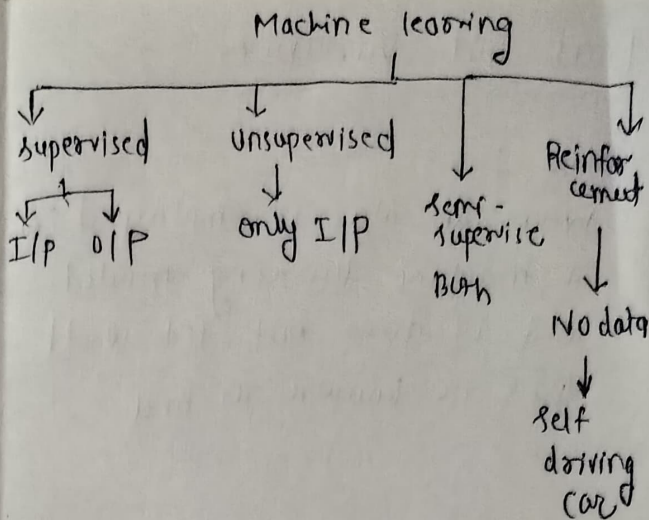 Machine learning
supervised
unsupervised
Reinfor
cement
I/P O/P
only I/P
semi-
supervise
Both
No data
self
driving
car